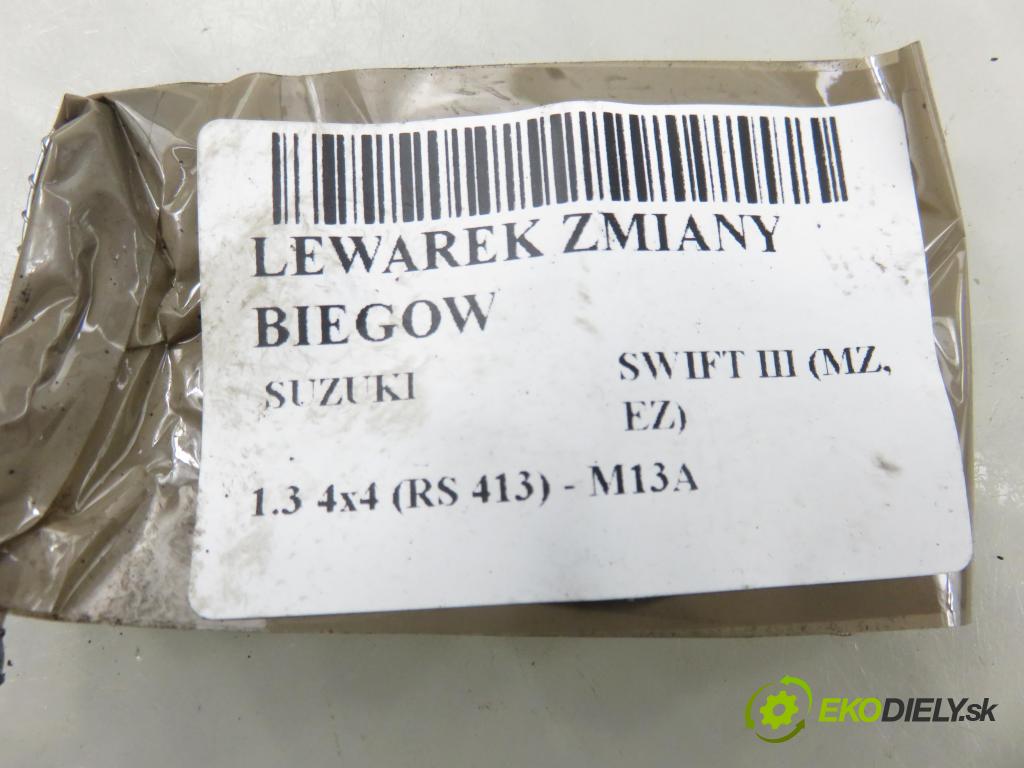 LEWAREK ZMIANY
BIEGOW
SUZUKI
SWIFT III (MZ,
EZ)
1.3 4x4 (RS 413) - M13A
EKODIELY.sk